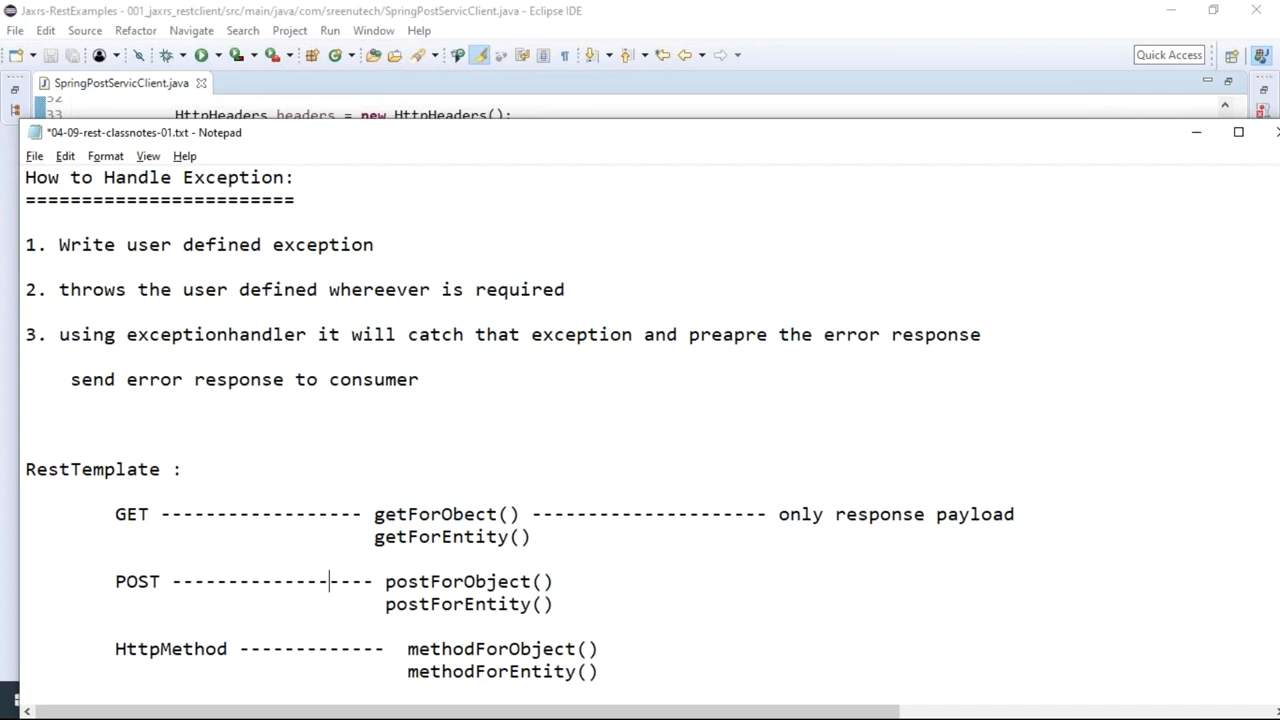 Jaxrs-RestExamples - 001_jaxrs_restclient/src/main/java/com/sreenutech/SpringPostServicClient.java - Eclipse IDE
File Edit Source Refactor Navigate Search Project Run Window Help
Quick Access
SpringPostServicClient.java
32
33 HttpHeaders headers = new HttpHeaders();
*04-09-rest-classnotes-01.txt - Notepad
File Edit Format View Help
How to Handle Exception:
========================
1. Write user defined exception
2. throws the user defined whereever is required
3. using exceptionhandler it will catch that exception and preapre the error response
send error response to consumer
RestTemplate :
GET ------------------ getForObect() --------------------- only response payload
getForEntity()
POST ------------------ postForObject()
postForEntity()
HttpMethod ------------- methodForObject()
methodForEntity()